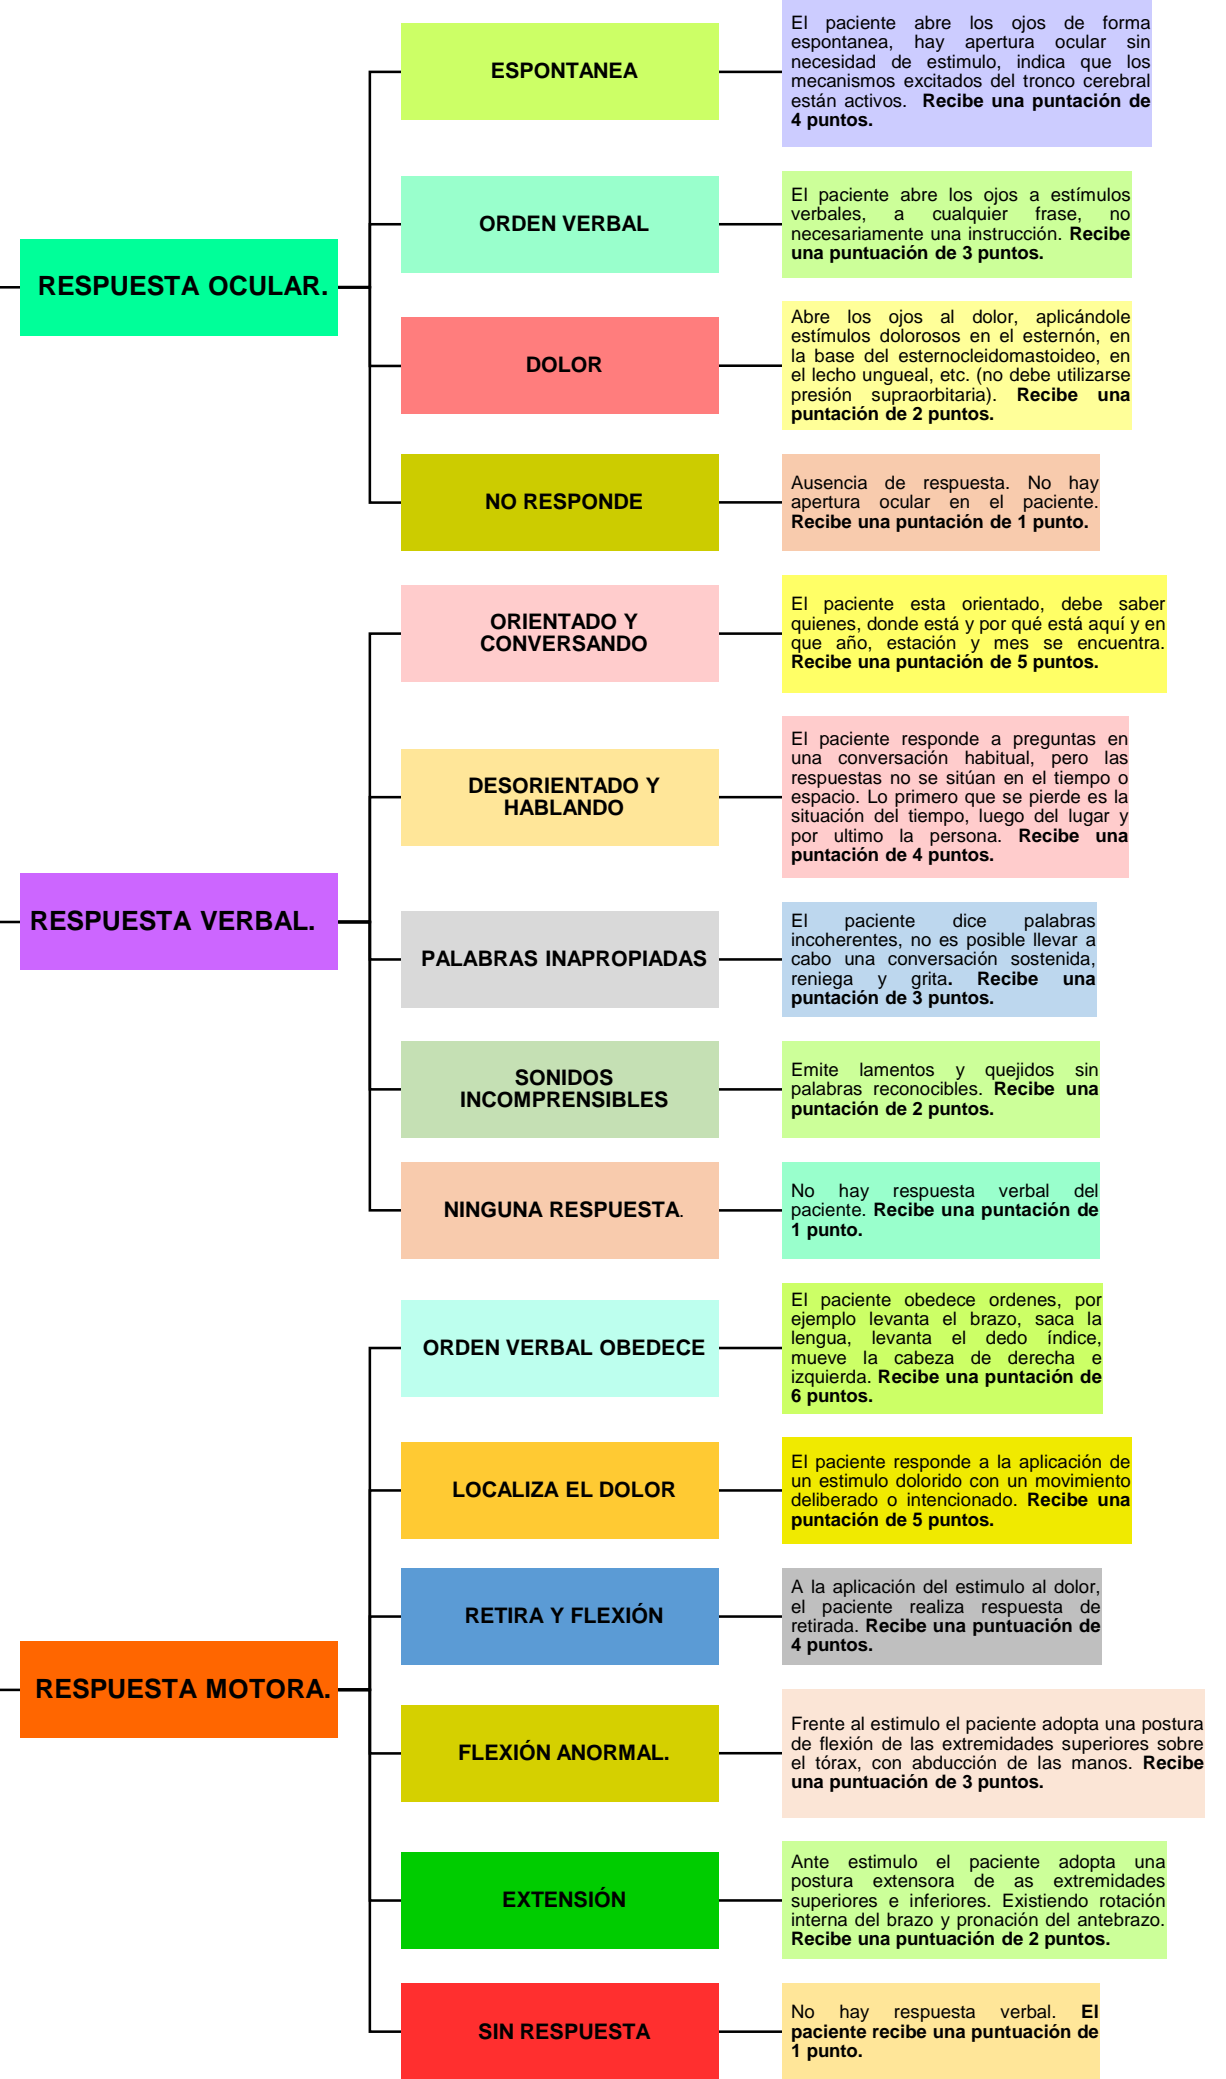 RESPUESTA OCULAR.
ESPONTANEA
El paciente abre los ojos de forma
espontanea, hay apertura ocular sin
necesidad de estimulo, indica que los
mecanismos excitados del tronco cerebral
están activos. Recibe una puntación de
4 puntos.
ORDEN VERBAL
El paciente abre los ojos a estímulos
verbales, a cualquier frase, no
necesariamente una instrucción. Recibe
una puntuación de 3 puntos.
DOLOR
Abre los ojos al dolor, aplicándole
estímulos dolorosos en el esternón, en
la base del esternocleidomastoideo, en
el lecho ungueal, etc. (no debe utilizarse
presión supraorbitaria). Recibe una
puntación de 2 puntos.
NO RESPONDE
Ausencia de respuesta. No hay
apertura ocular en el paciente.
Recibe una puntación de 1 punto.
RESPUESTA VERBAL.
ORIENTADO Y
CONVERSANDO
El paciente esta orientado, debe saber
quienes, donde está y por qué está aquí y en
que año, estación y mes se encuentra.
Recibe una puntación de 5 puntos.
DESORIENTADO Y
HABLANDO
El paciente responde a preguntas en
una conversación habitual, pero las
respuestas no se sitúan en el tiempo o
espacio. Lo primero que se pierde es la
situación del tiempo, luego del lugar y
por ultimo la persona. Recibe una
puntación de 4 puntos.
PALABRAS INAPROPIADAS
El paciente dice palabras
incoherentes, no es posible llevar a
cabo una conversación sostenida,
reniega y grita. Recibe una
puntación de 3 puntos.
SONIDOS
INCOMPRENSIBLES
Emite lamentos y quejidos sin
palabras reconocibles. Recibe una
puntación de 2 puntos.
NINGUNA RESPUESTA.
No hay respuesta verbal del
paciente. Recibe una puntación de
1 punto.
RESPUESTA MOTORA.
ORDEN VERBAL OBEDECE
El paciente obedece ordenes, por
ejemplo levanta el brazo, saca la
lengua, levanta el dedo índice,
mueve la cabeza de derecha e
izquierda. Recibe una puntación de
6 puntos.
LOCALIZA EL DOLOR
El paciente responde a la aplicación de
un estimulo dolorido con un movimiento
deliberado o intencionado. Recibe una
puntación de 5 puntos.
RETIRA Y FLEXIÓN
A la aplicación del estimulo al dolor,
el paciente realiza respuesta de
retirada. Recibe una puntuación de
4 puntos.
FLEXIÓN ANORMAL.
Frente al estimulo el paciente adopta una postura
de flexión de las extremidades superiores sobre
el tórax, con abducción de las manos. Recibe
una puntuación de 3 puntos.
EXTENSIÓN
Ante estimulo el paciente adopta una
postura extensora de as extremidades
superiores e inferiores. Existiendo rotación
interna del brazo y pronación del antebrazo.
Recibe una puntuación de 2 puntos.
SIN RESPUESTA
No hay respuesta verbal. El
paciente recibe una puntuación de
1 punto.